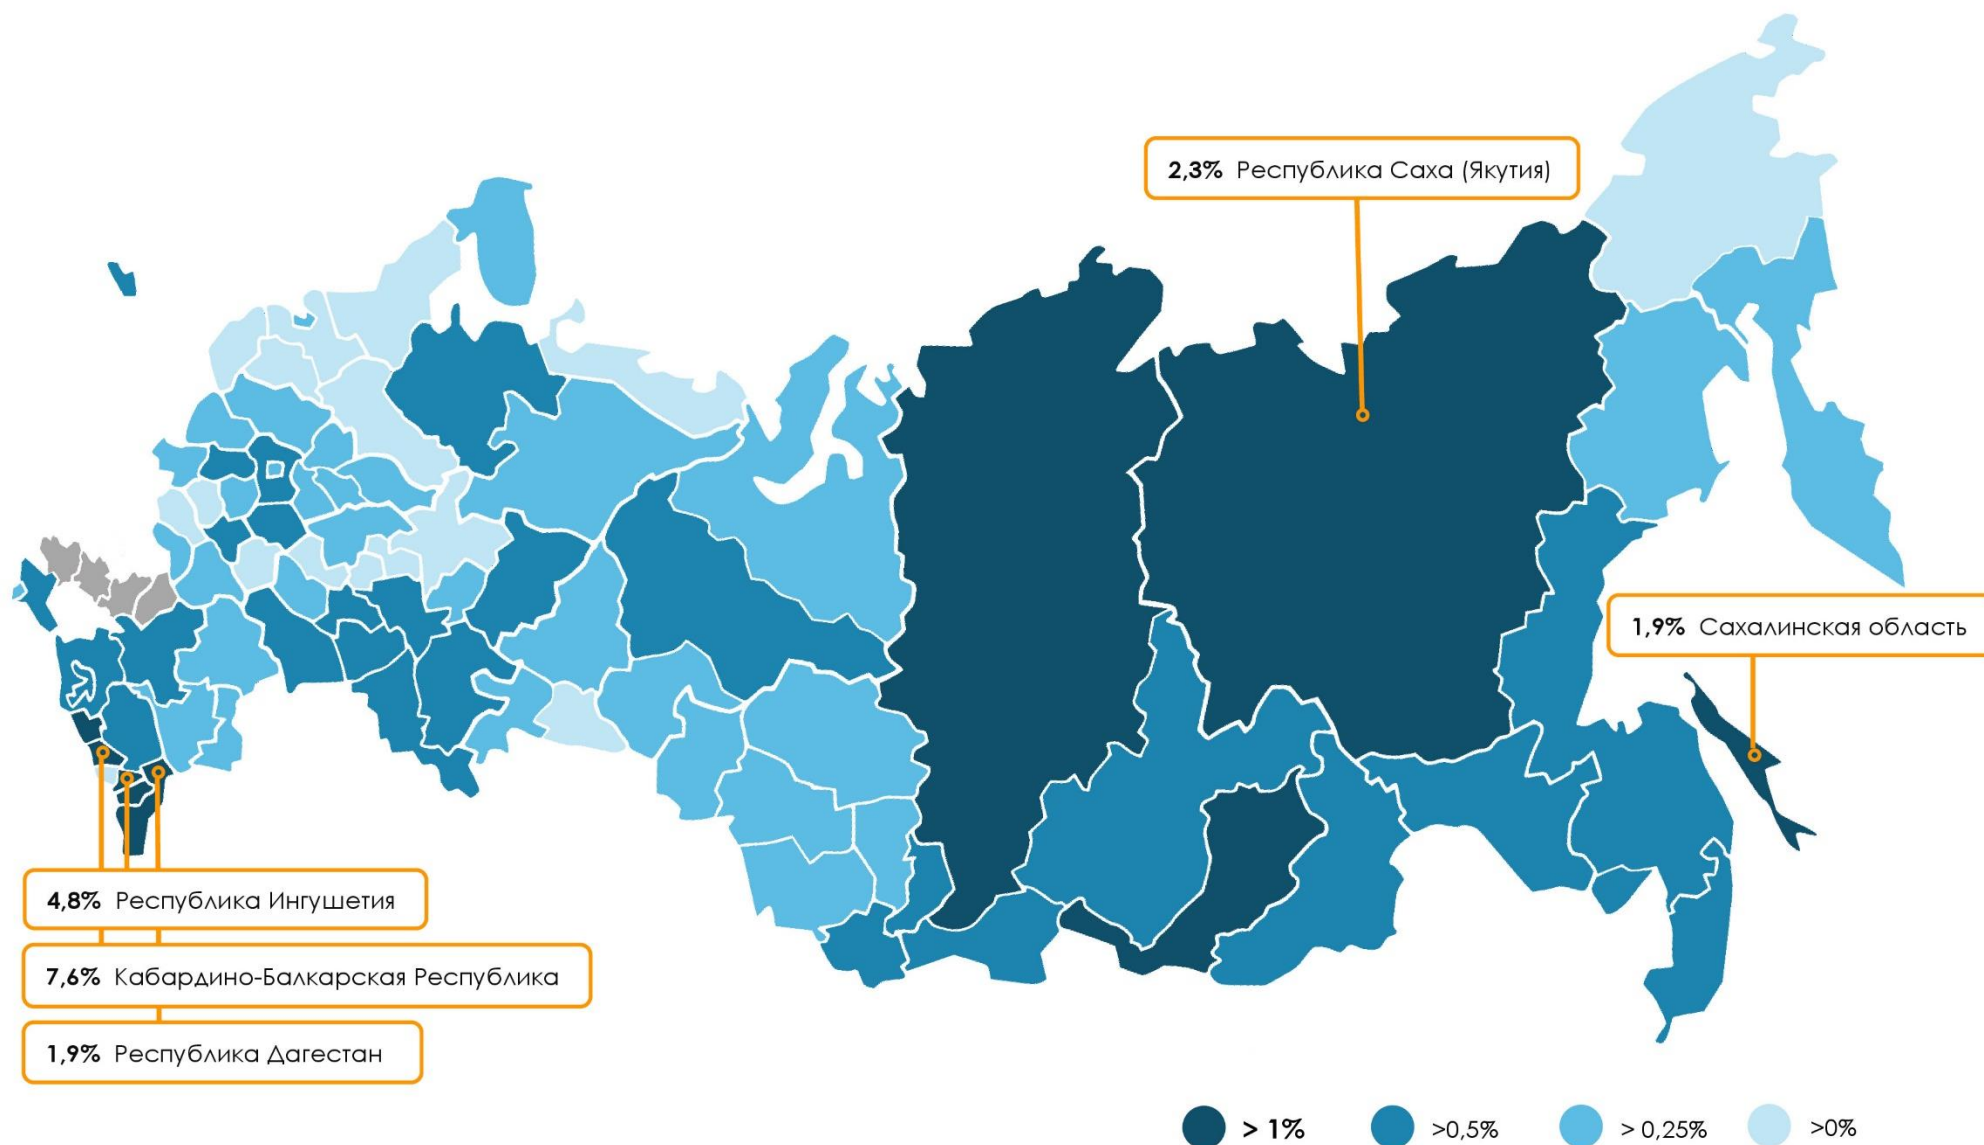 2,3% Республика Саха (Якутия)
1,9% Сахалинская область
4,8% Республика Ингушетия
7,6% Кабардино-Балкарская Республика
1,9% Республика Дагестан
> 1% >0,5% > 0,25% >0%